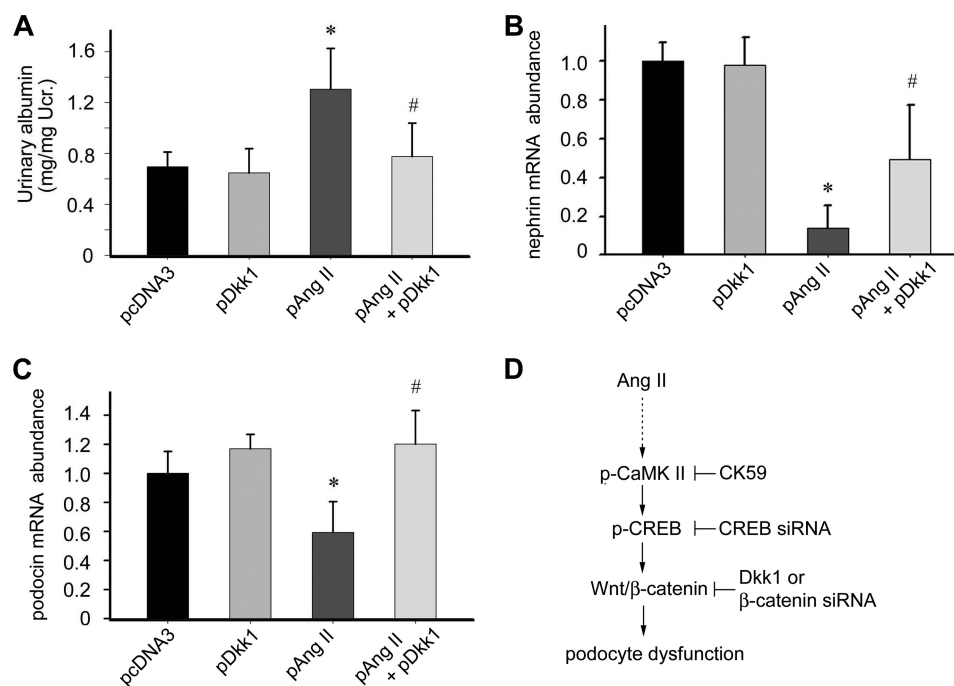 A
Urinary albumin
(mg/mg Ucr.)
1.6
1.2
0.8
0.4
0
*
#
pcDNA3
pDkk1
pAng II
pAng II
+ pDkk1
B
nephrin mRNA abundance
1.0
0.8
0.6
0.4
0.2
0
*
#
pcDNA3
pDkk1
pAng II
pAng II
+ pDkk1
C
podocin mRNA abundance
1.4
1.2
1.0
0.8
0.6
0.4
0.2
0
*
#
pcDNA3
pDkk1
pAng II
pAng II
+ pDkk1
D
Ang II
p-CaMK II CK59
p-CREB CREB siRNA
Wnt/β-catenin Dkk1 or
β-catenin siRNA
podocyte dysfunction